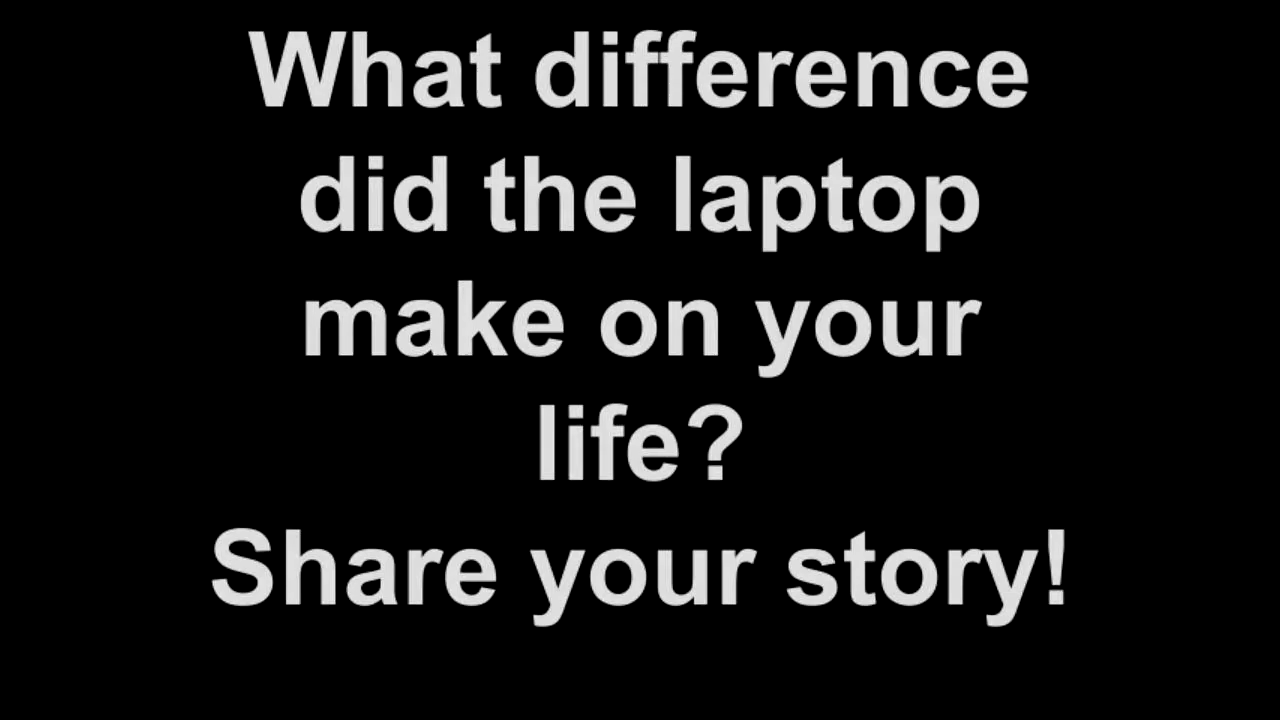 What difference
did the laptop
make on your
life?
Share your story!